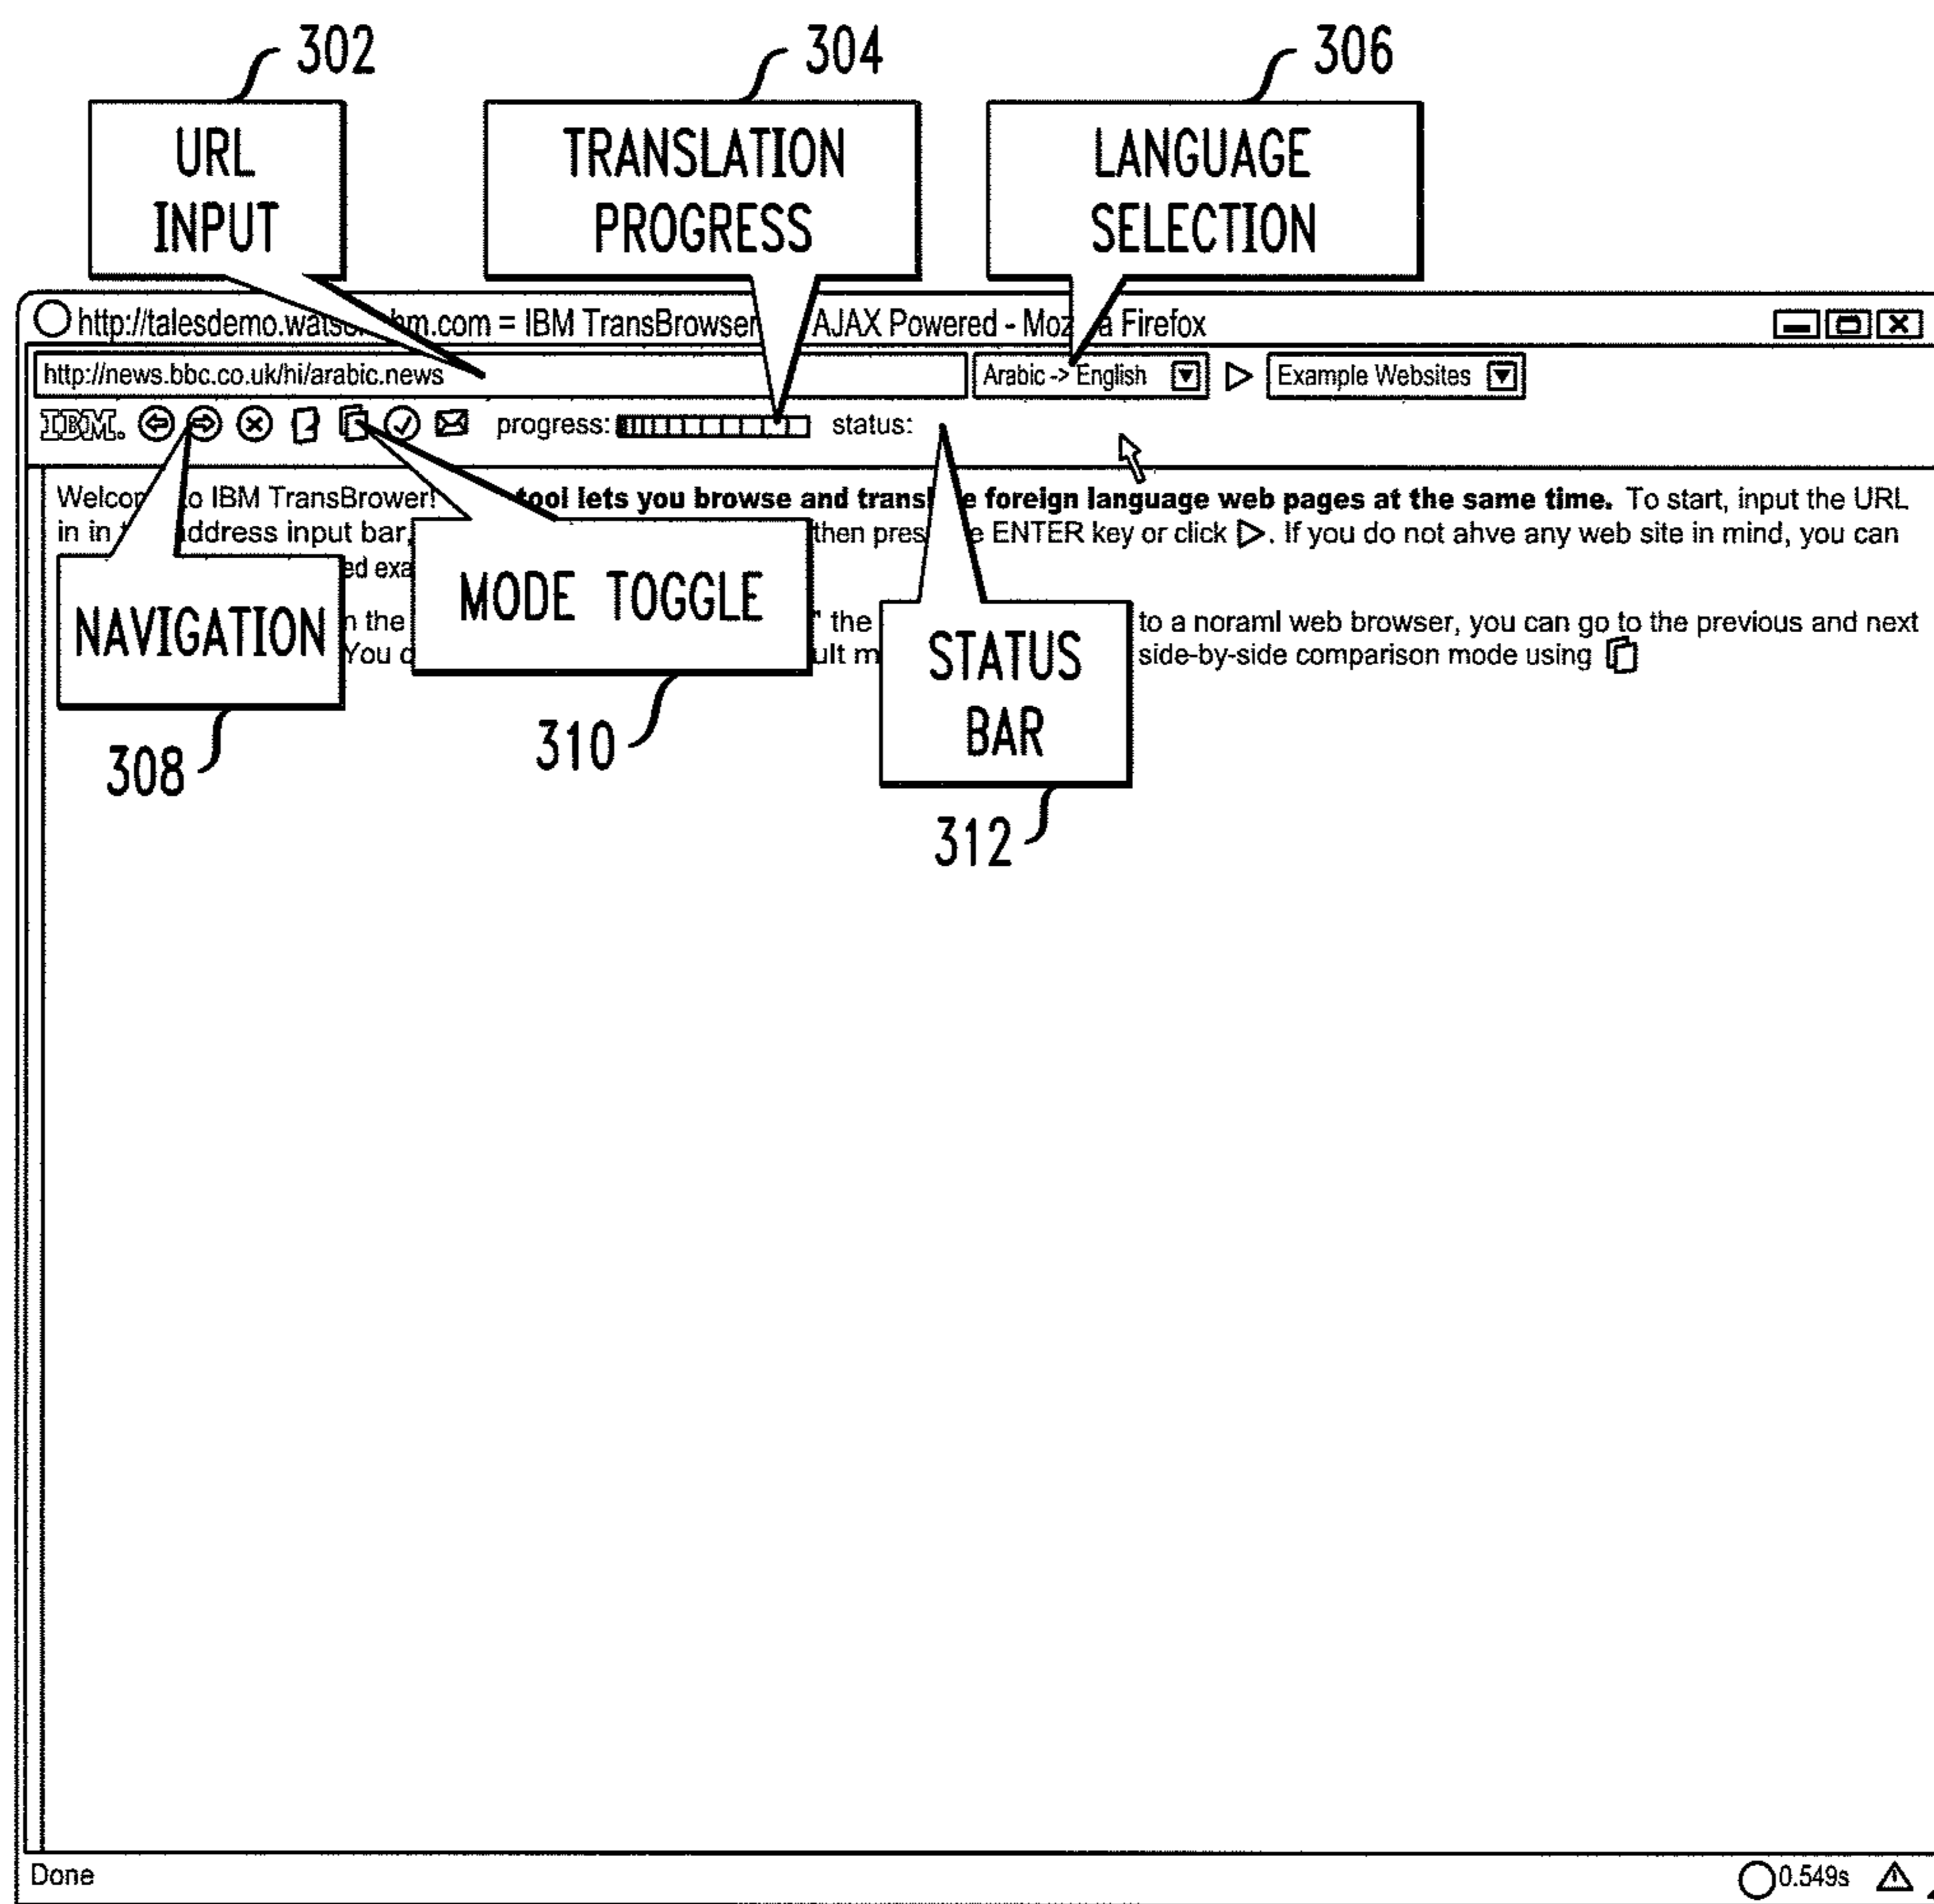 302
304
306
URL
INPUT
TRANSLATION
PROGRESS
LANGUAGE
SELECTION
http://talesdemo.watso bm.com = IBM TransBrowser AJAX Powered - Moz a Firefox
http://news.bbc.co.uk/hi/arabic.news
Arabic -> English
Example Websites
IBM.
progress:
status:
to IBM TransBrower! tool lets you browse and trans e foreign language web pages at the same time. To start, input the URL
in in ddress input bar, then pres e ENTER key or click ▷. If you do not ahve any web site in mind, you can
ed exa
the the to a noraml web browser, you can go to the previous and next
You ult side-by-side comparison mode using
NAVIGATION
MODE TOGGLE
STATUS
BAR
308
310
312
Done
0.549s